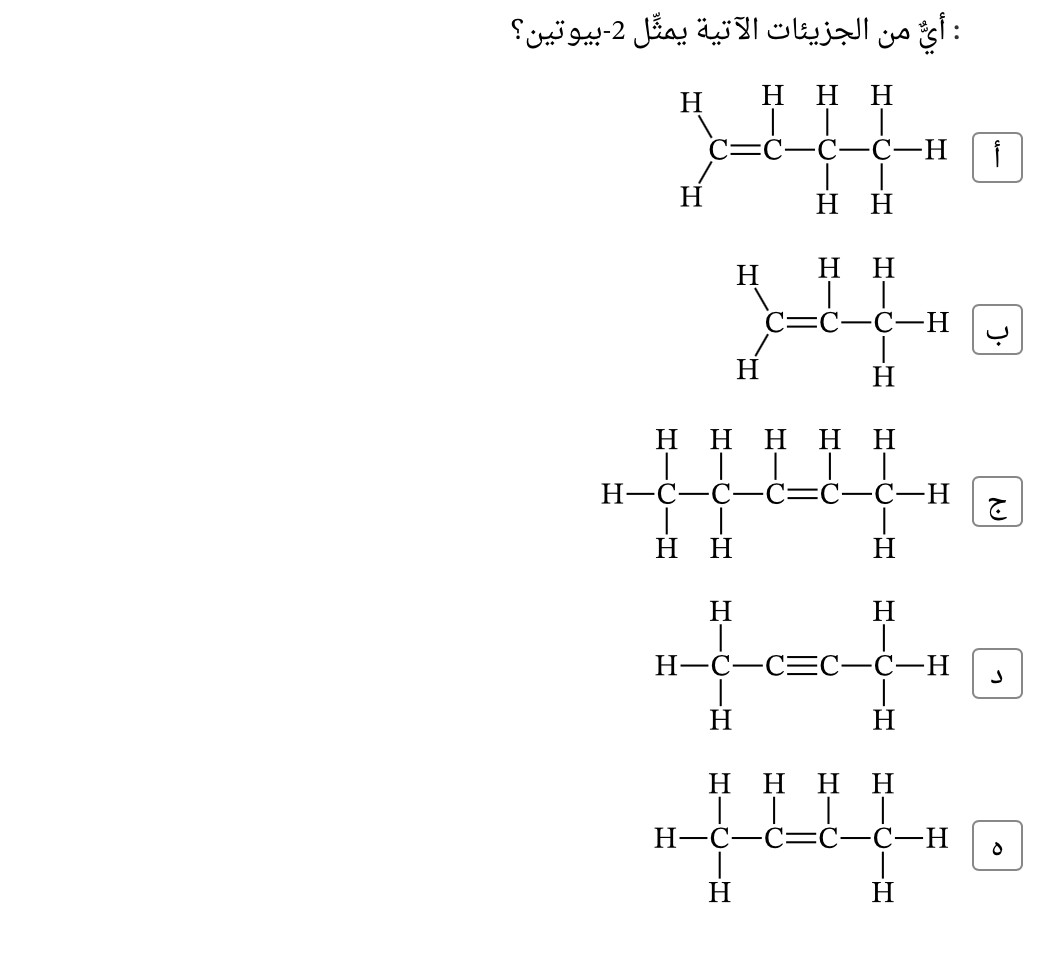 : أيٌّ من الجزيئات الآتية يمثِّل 2-بيوتين؟
H H H H
C=C—C—C—H أ
H H H
H H H
C=C—C—H ب
H H
H H H H H
H—C—C—C=C—C—H ج
H H H
H H
H—C—C≡C—C—H د
H H
H H H H
H—C—C=C—C—H ه
H H